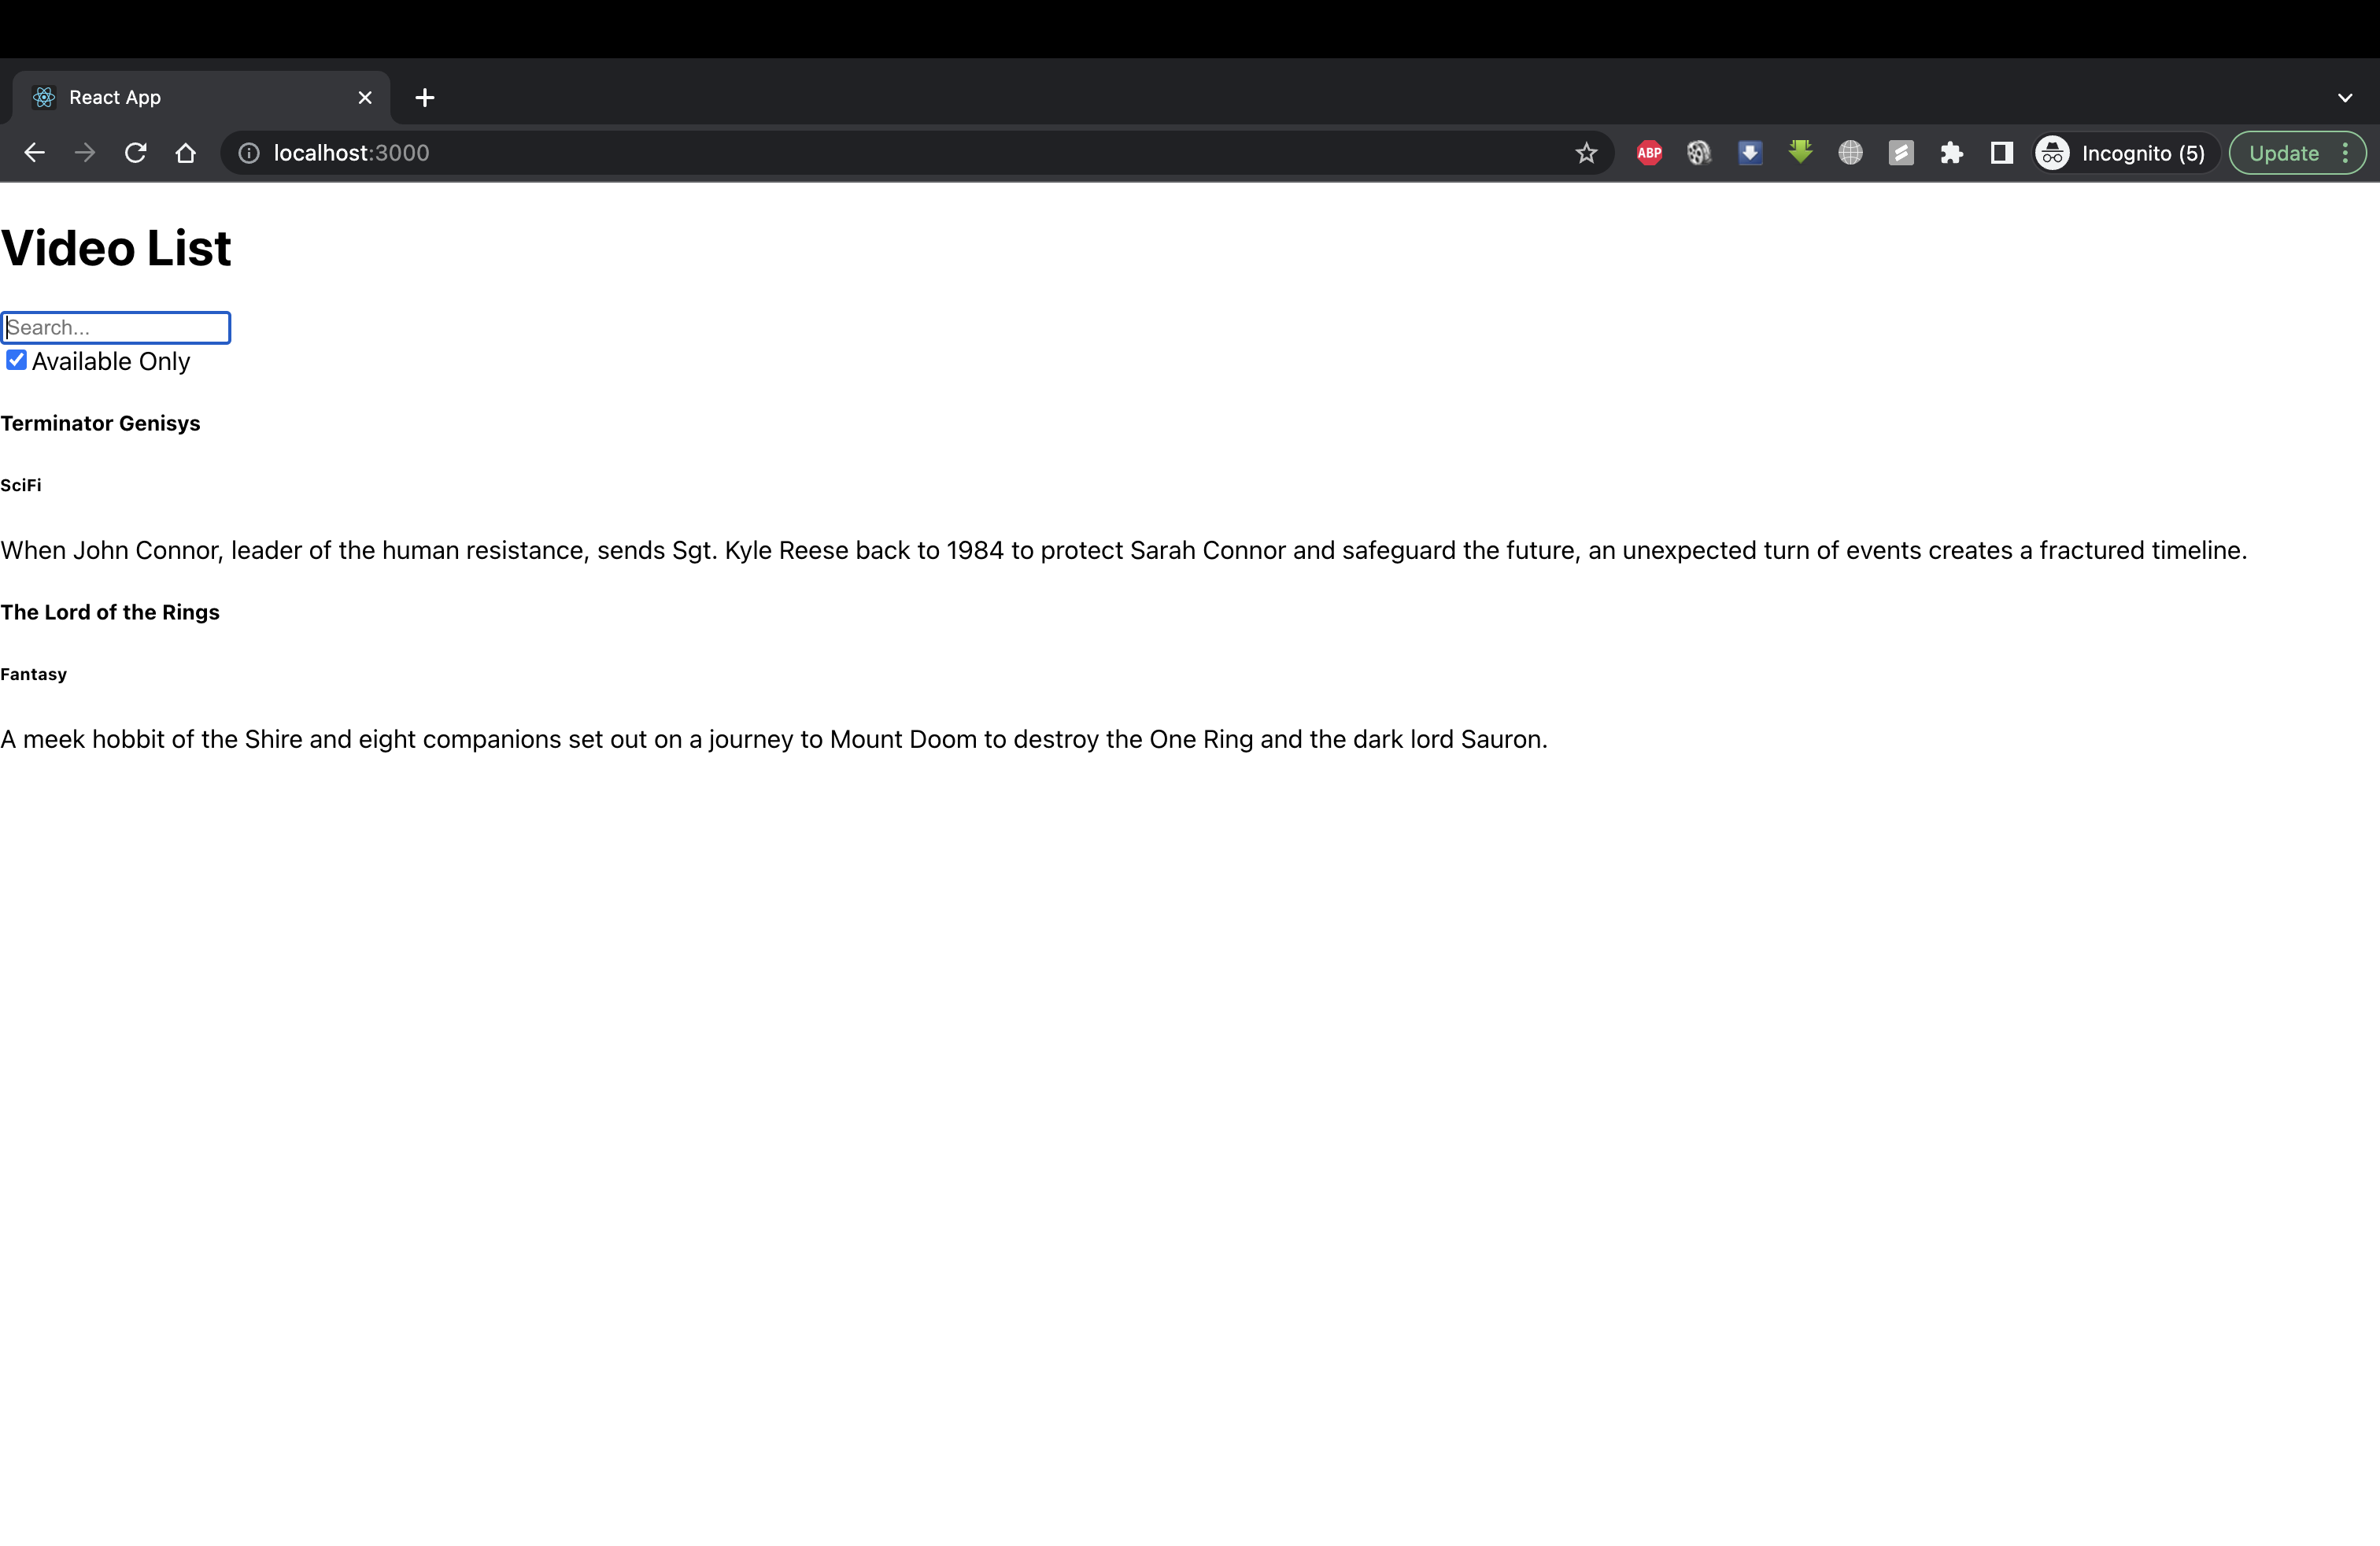 React App
localhost:3000
ABP
Incognito (5)
Update
Video List
Search...
Available Only
Terminator Genisys
SciFi
When John Connor, leader of the human resistance, sends Sgt. Kyle Reese back to 1984 to protect Sarah Connor and safeguard the future, an unexpected turn of events creates a fractured timeline.
The Lord of the Rings
Fantasy
A meek hobbit of the Shire and eight companions set out on a journey to Mount Doom to destroy the One Ring and the dark lord Sauron.